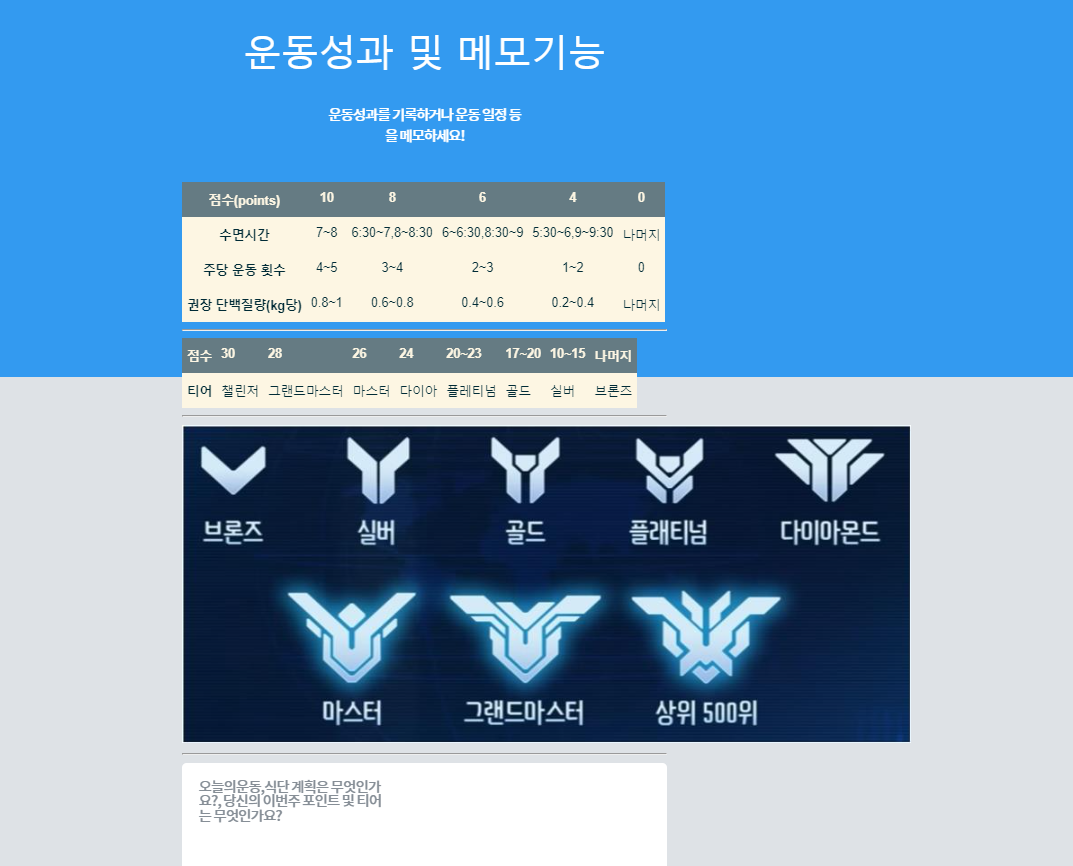 운동성과 및 메모기능
운동성과를 기록하거나 운동 일정 등
을 메모하세요!
점수(points) 10 8 6 4 0
수면시간 7~8 6:30~7,8~8:30 6~6:30,8:30~9 5:30~6,9~9:30 나머지
주당 운동 횟수 4~5 3~4 2~3 1~2 0
권장 단백질량(kg당) 0.8~1 0.6~0.8 0.4~0.6 0.2~0.4 나머지
점수 30 28 26 24 20~23 17~20 10~15 나머지
티어 챌린저 그랜드마스터 마스터 다이아 플레티넘 골드 실버 브론즈
브론즈 실버 골드 플래티넘 다이아몬드
마스터 그랜드마스터 상위 500위
오늘의운동,식단 계획은 무엇인가
요?, 당신의 이번주 포인트 및 티어
는 무엇인가요?